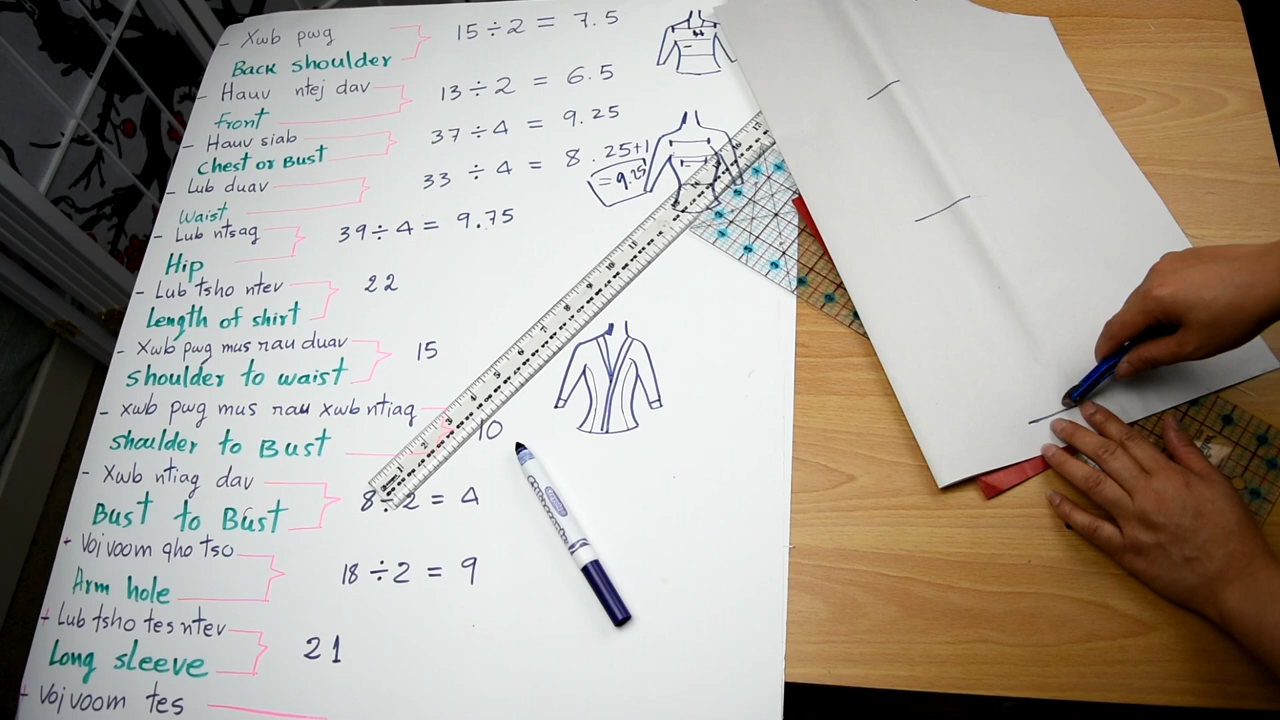 - Xwb pwg 15÷2 = 7.5
Back shoulder
- Hauv ntej dav 13÷2 = 6.5
front
- Hauv siab 37÷4 = 9.25
Chest or Bust
- Lub duav 33÷4 = 8.25+1
= 9.25
Waist
- Lub ntsag 39÷4 = 9.75
Hip
- Lub tsho ntev 22
Length of shirt
- Xwb pwg mus rau duav 15
shoulder to waist
- xwb pwg mus rau xwb ntiag
shoulder to Bust 10
- Xwb ntiag dav
8÷2 = 4
Bust to Bust
+ Voj voom qho tso
18÷2 = 9
Arm hole
+ Lub tsho tes ntev
21
Long sleeve
+ Voj voom tes